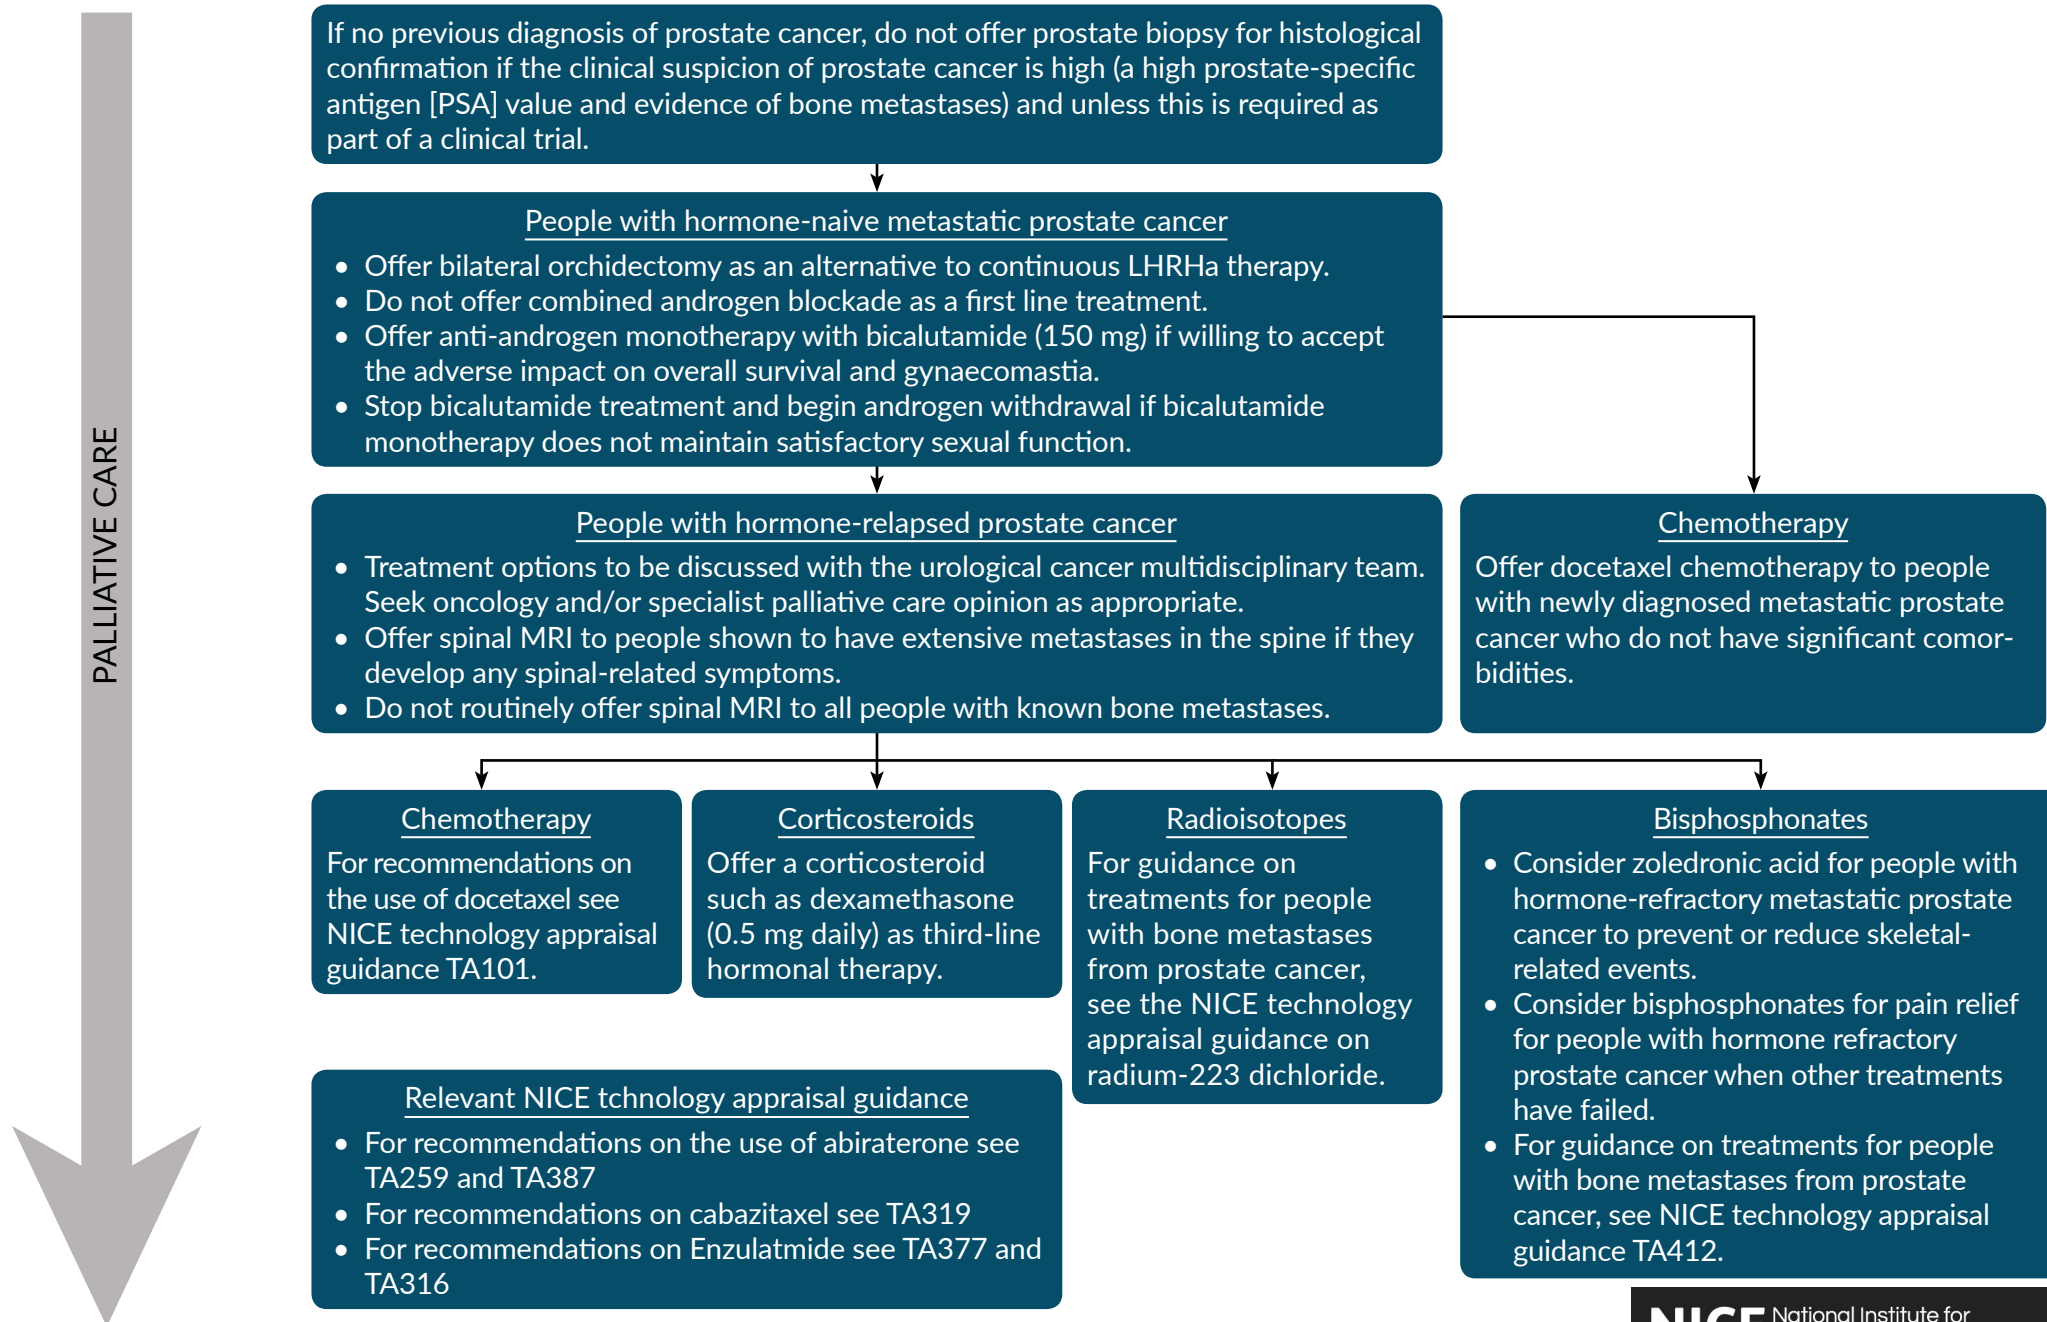 If no previous diagnosis of prostate cancer, do not offer prostate biopsy for histological
confirmation if the clinical suspicion of prostate cancer is high (a high prostate-specific
antigen [PSA] value and evidence of bone metastases) and unless this is required as
part of a clinical trial.
People with hormone-naive metastatic prostate cancer
• Offer bilateral orchidectomy as an alternative to continuous LHRHa therapy.
• Do not offer combined androgen blockade as a first line treatment.
• Offer anti-androgen monotherapy with bicalutamide (150 mg) if willing to accept
the adverse impact on overall survival and gynaecomastia.
• Stop bicalutamide treatment and begin androgen withdrawal if bicalutamide
monotherapy does not maintain satisfactory sexual function.
PALLIATIVE CARE
People with hormone-relapsed prostate cancer
• Treatment options to be discussed with the urological cancer multidisciplinary team.
Seek oncology and/or specialist palliative care opinion as appropriate.
• Offer spinal MRI to people shown to have extensive metastases in the spine if they
develop any spinal-related symptoms.
• Do not routinely offer spinal MRI to all people with known bone metastases.
Chemotherapy
Offer docetaxel chemotherapy to people
with newly diagnosed metastatic prostate
cancer who do not have significant comor-
bidities.
Chemotherapy
For recommendations on
the use of docetaxel see
NICE technology appraisal
guidance TA101.
Corticosteroids
Offer a corticosteroid
such as dexamethasone
(0.5 mg daily) as third-line
hormonal therapy.
Radioisotopes
For guidance on
treatments for people
with bone metastases
from prostate cancer,
see the NICE technology
appraisal guidance on
radium-223 dichloride.
Bisphosphonates
• Consider zoledronic acid for people with
hormone-refractory metastatic prostate
cancer to prevent or reduce skeletal-
related events.
• Consider bisphosphonates for pain relief
for people with hormone refractory
prostate cancer when other treatments
have failed.
• For guidance on treatments for people
with bone metastases from prostate
cancer, see NICE technology appraisal
guidance TA412.
Relevant NICE tchnology appraisal guidance
• For recommendations on the use of abiraterone see
TA259 and TA387
• For recommendations on cabazitaxel see TA319
• For recommendations on Enzulatmide see TA377 and
TA316
NICE National Institute for